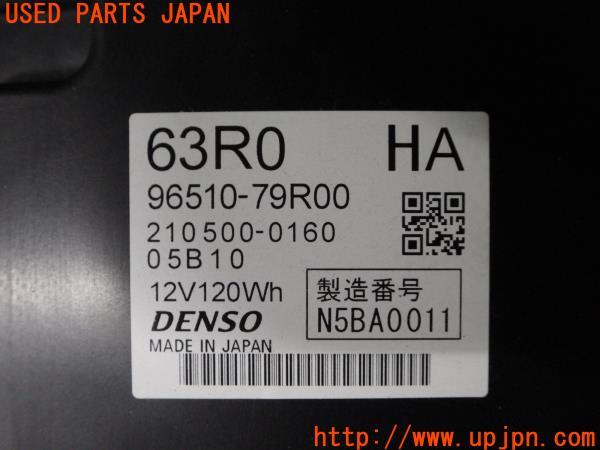 USED PARTS JAPAN
63R0 HA
96510-79R00
210500-0160
05B10
12V120Wh
製造番号
DENSO
N5BA0011
MADE IN JAPAN
UPJ
http://www.upjpn.com/